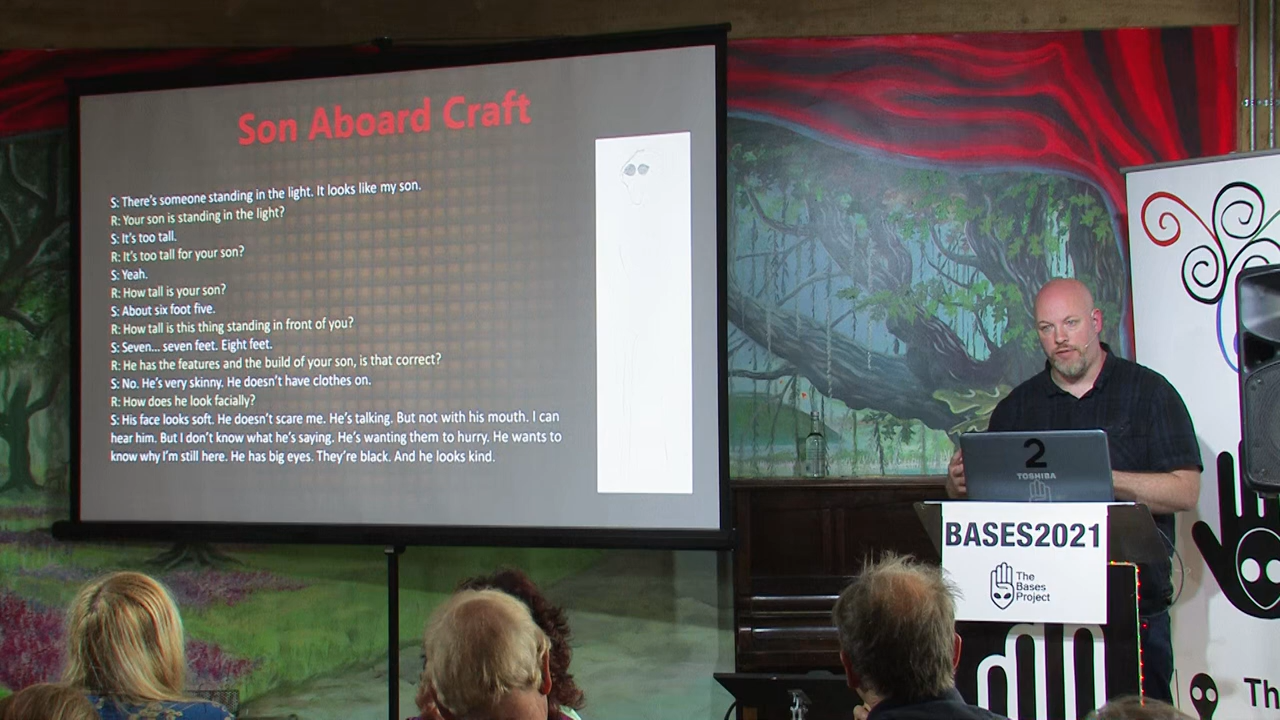 Son Aboard Craft
S: There's someone standing in the light. It looks like my son.
R: Your son is standing in the light?
S: It's too tall.
R: It's too tall for your son?
S: Yeah.
R: How tall is your son?
S: About six foot five.
R: How tall is this thing standing in front of you?
S: Seven... seven feet. Eight feet.
R: He has the features and the build of your son, is that correct?
S: No. He's very skinny. He doesn't have clothes on.
R: How does he look facially?
S: His face looks soft. He doesn't scare me. He's talking. But not with his mouth. I can
hear him. But I don't know what he's saying. He's wanting them to hurry. He wants to
know why I'm still here. He has big eyes. They're black. And he looks kind.
2
TOSHIBA
BASES2021
The
Bases
Project
Th